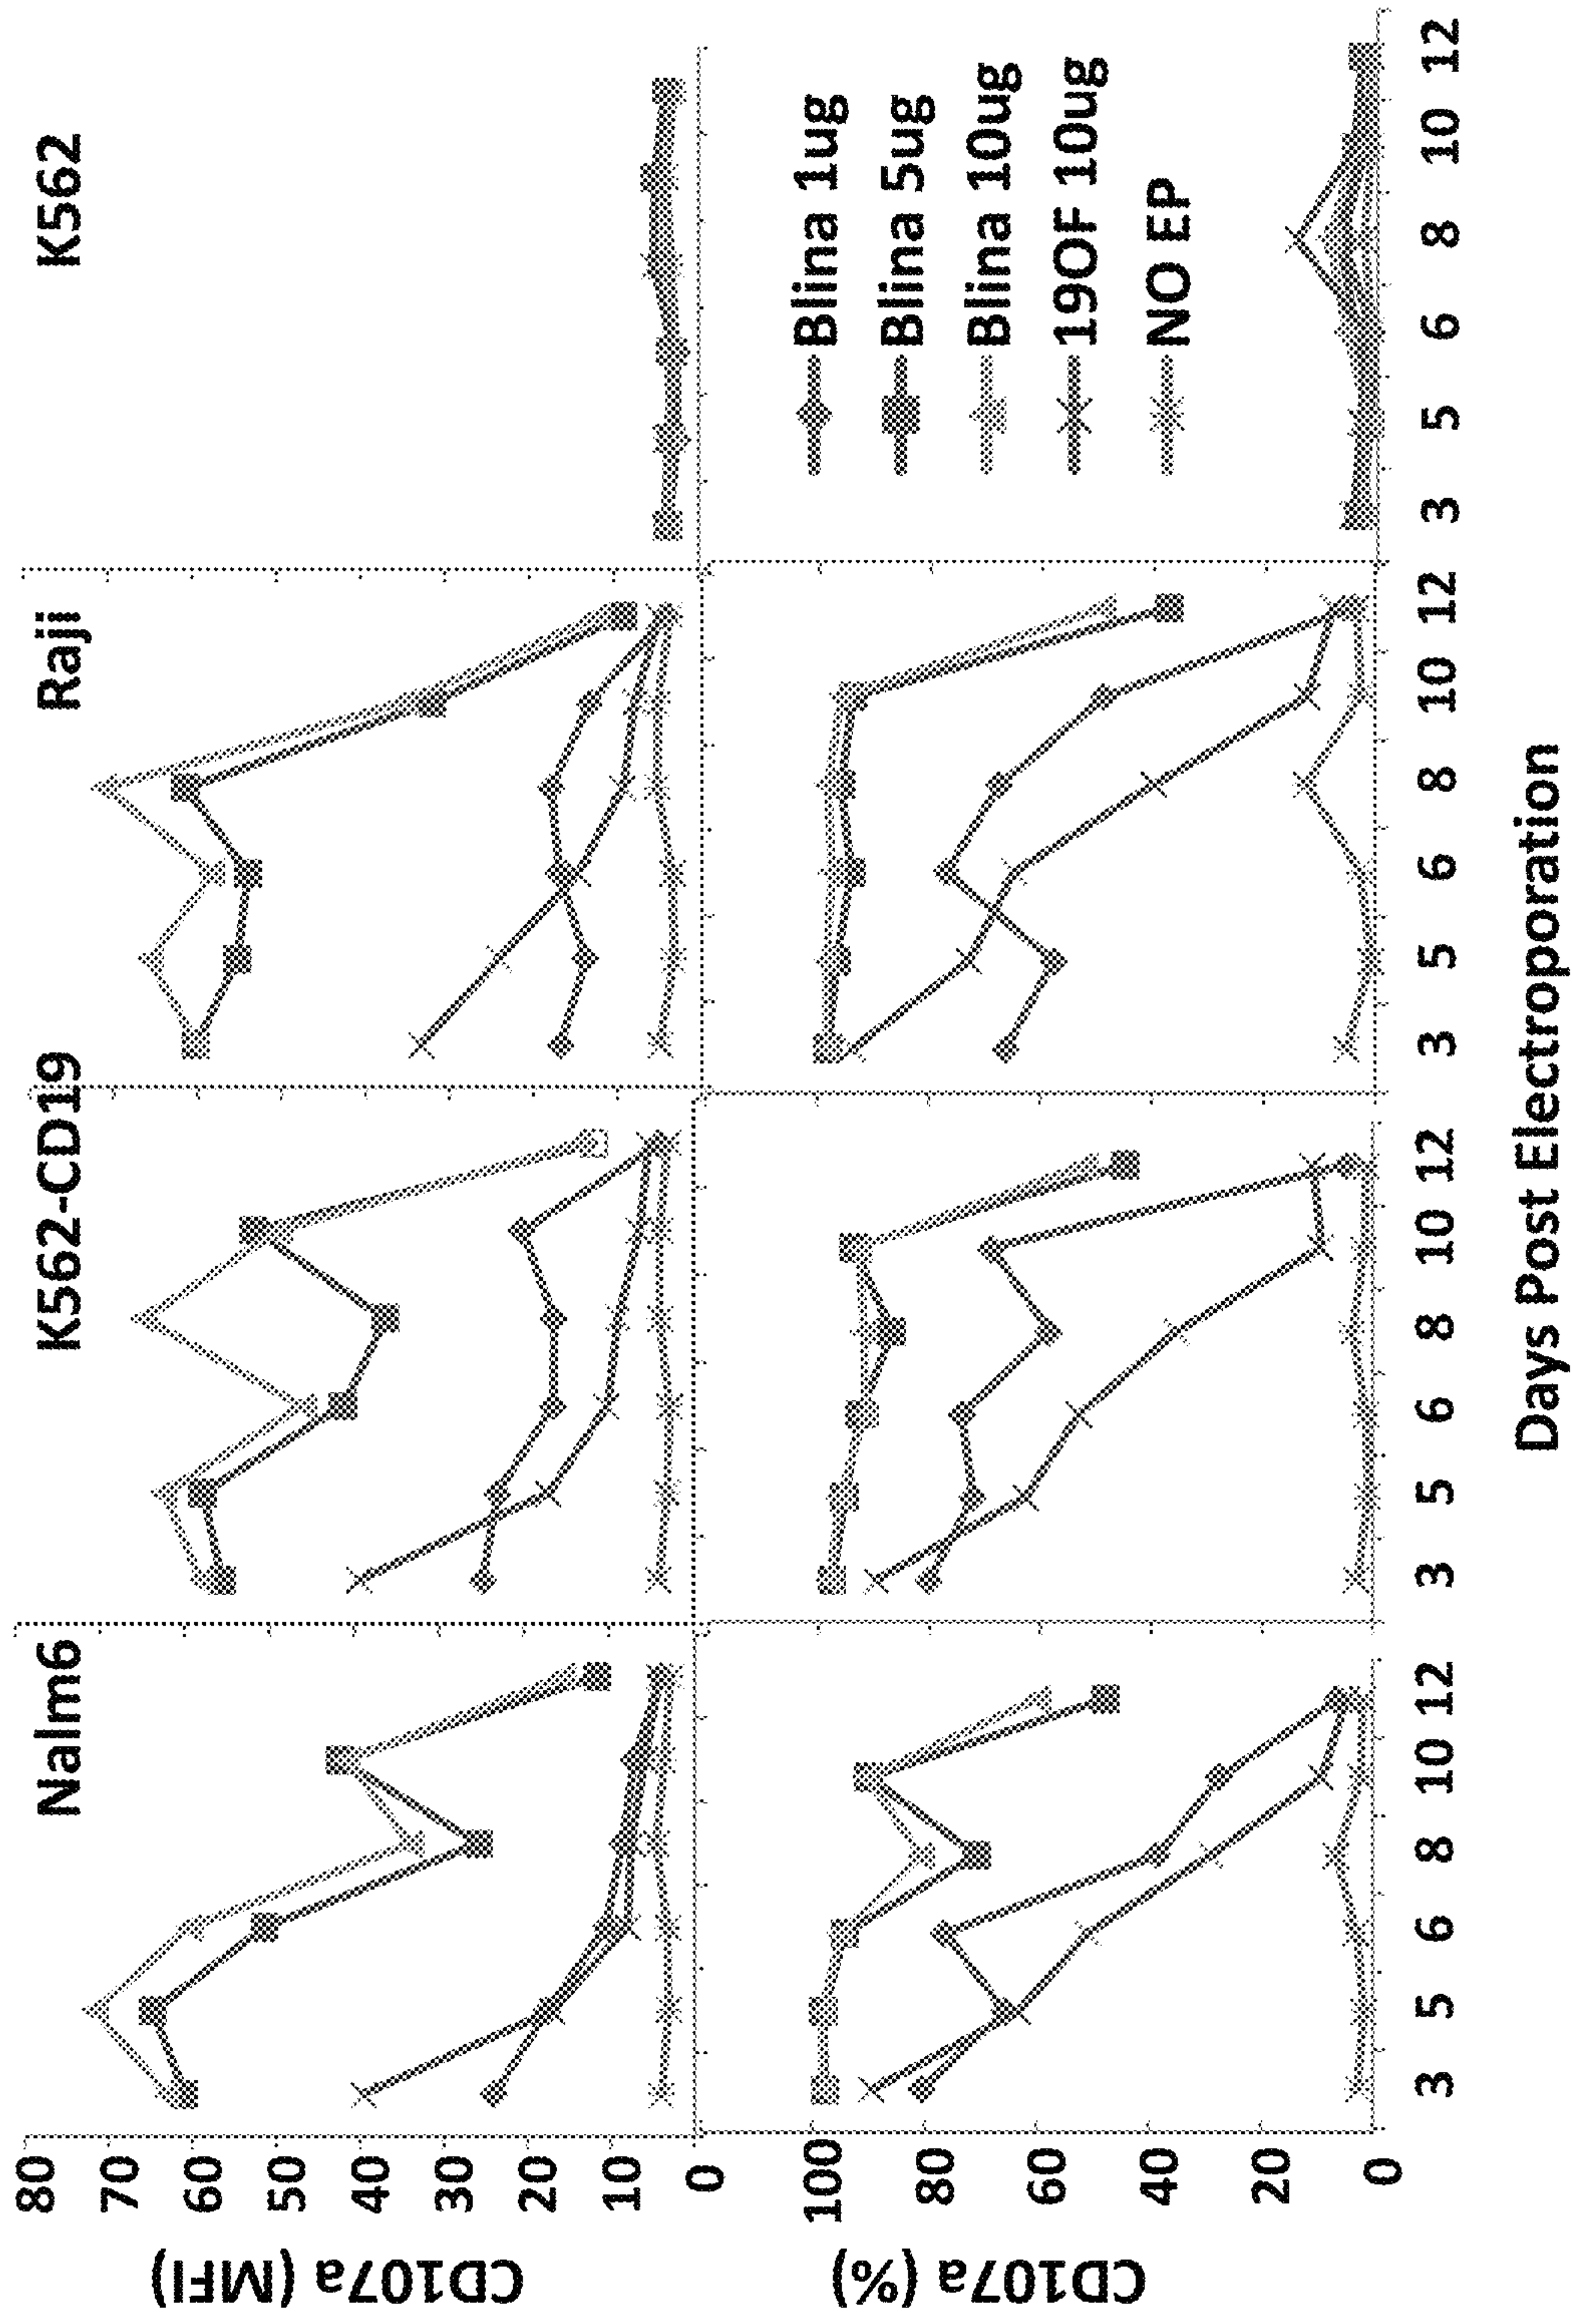 Nalm6
K562-CD19
Raji
K562
CD107a (MFI)
80
70
60
50
40
30
20
10
0
Blina 1ug
Blina 5ug
Blina 10ug
19OF 10ug
NO EP
CD107a (%)
100
80
60
40
20
0
3 5 6 8 10 12
3 5 6 8 10 12
3 5 6 8 10 12
3 5 6 8 10 12
Days Post Electroporation